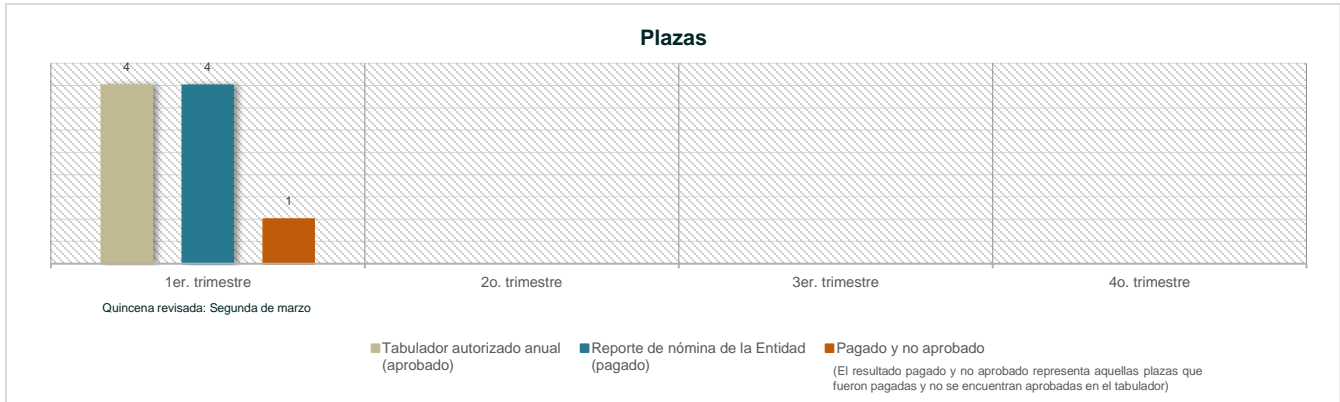 Plazas
4
4
1
1er. trimestre
2o. trimestre
3er. trimestre
4o. trimestre
Quincena revisada: Segunda de marzo
Tabulador autorizado anual
(aprobado)
Reporte de nómina de la Entidad
(pagado)
Pagado y no aprobado
(El resultado pagado y no aprobado representa aquellas plazas que
fueron pagadas y no se encuentran aprobadas en el tabulador)